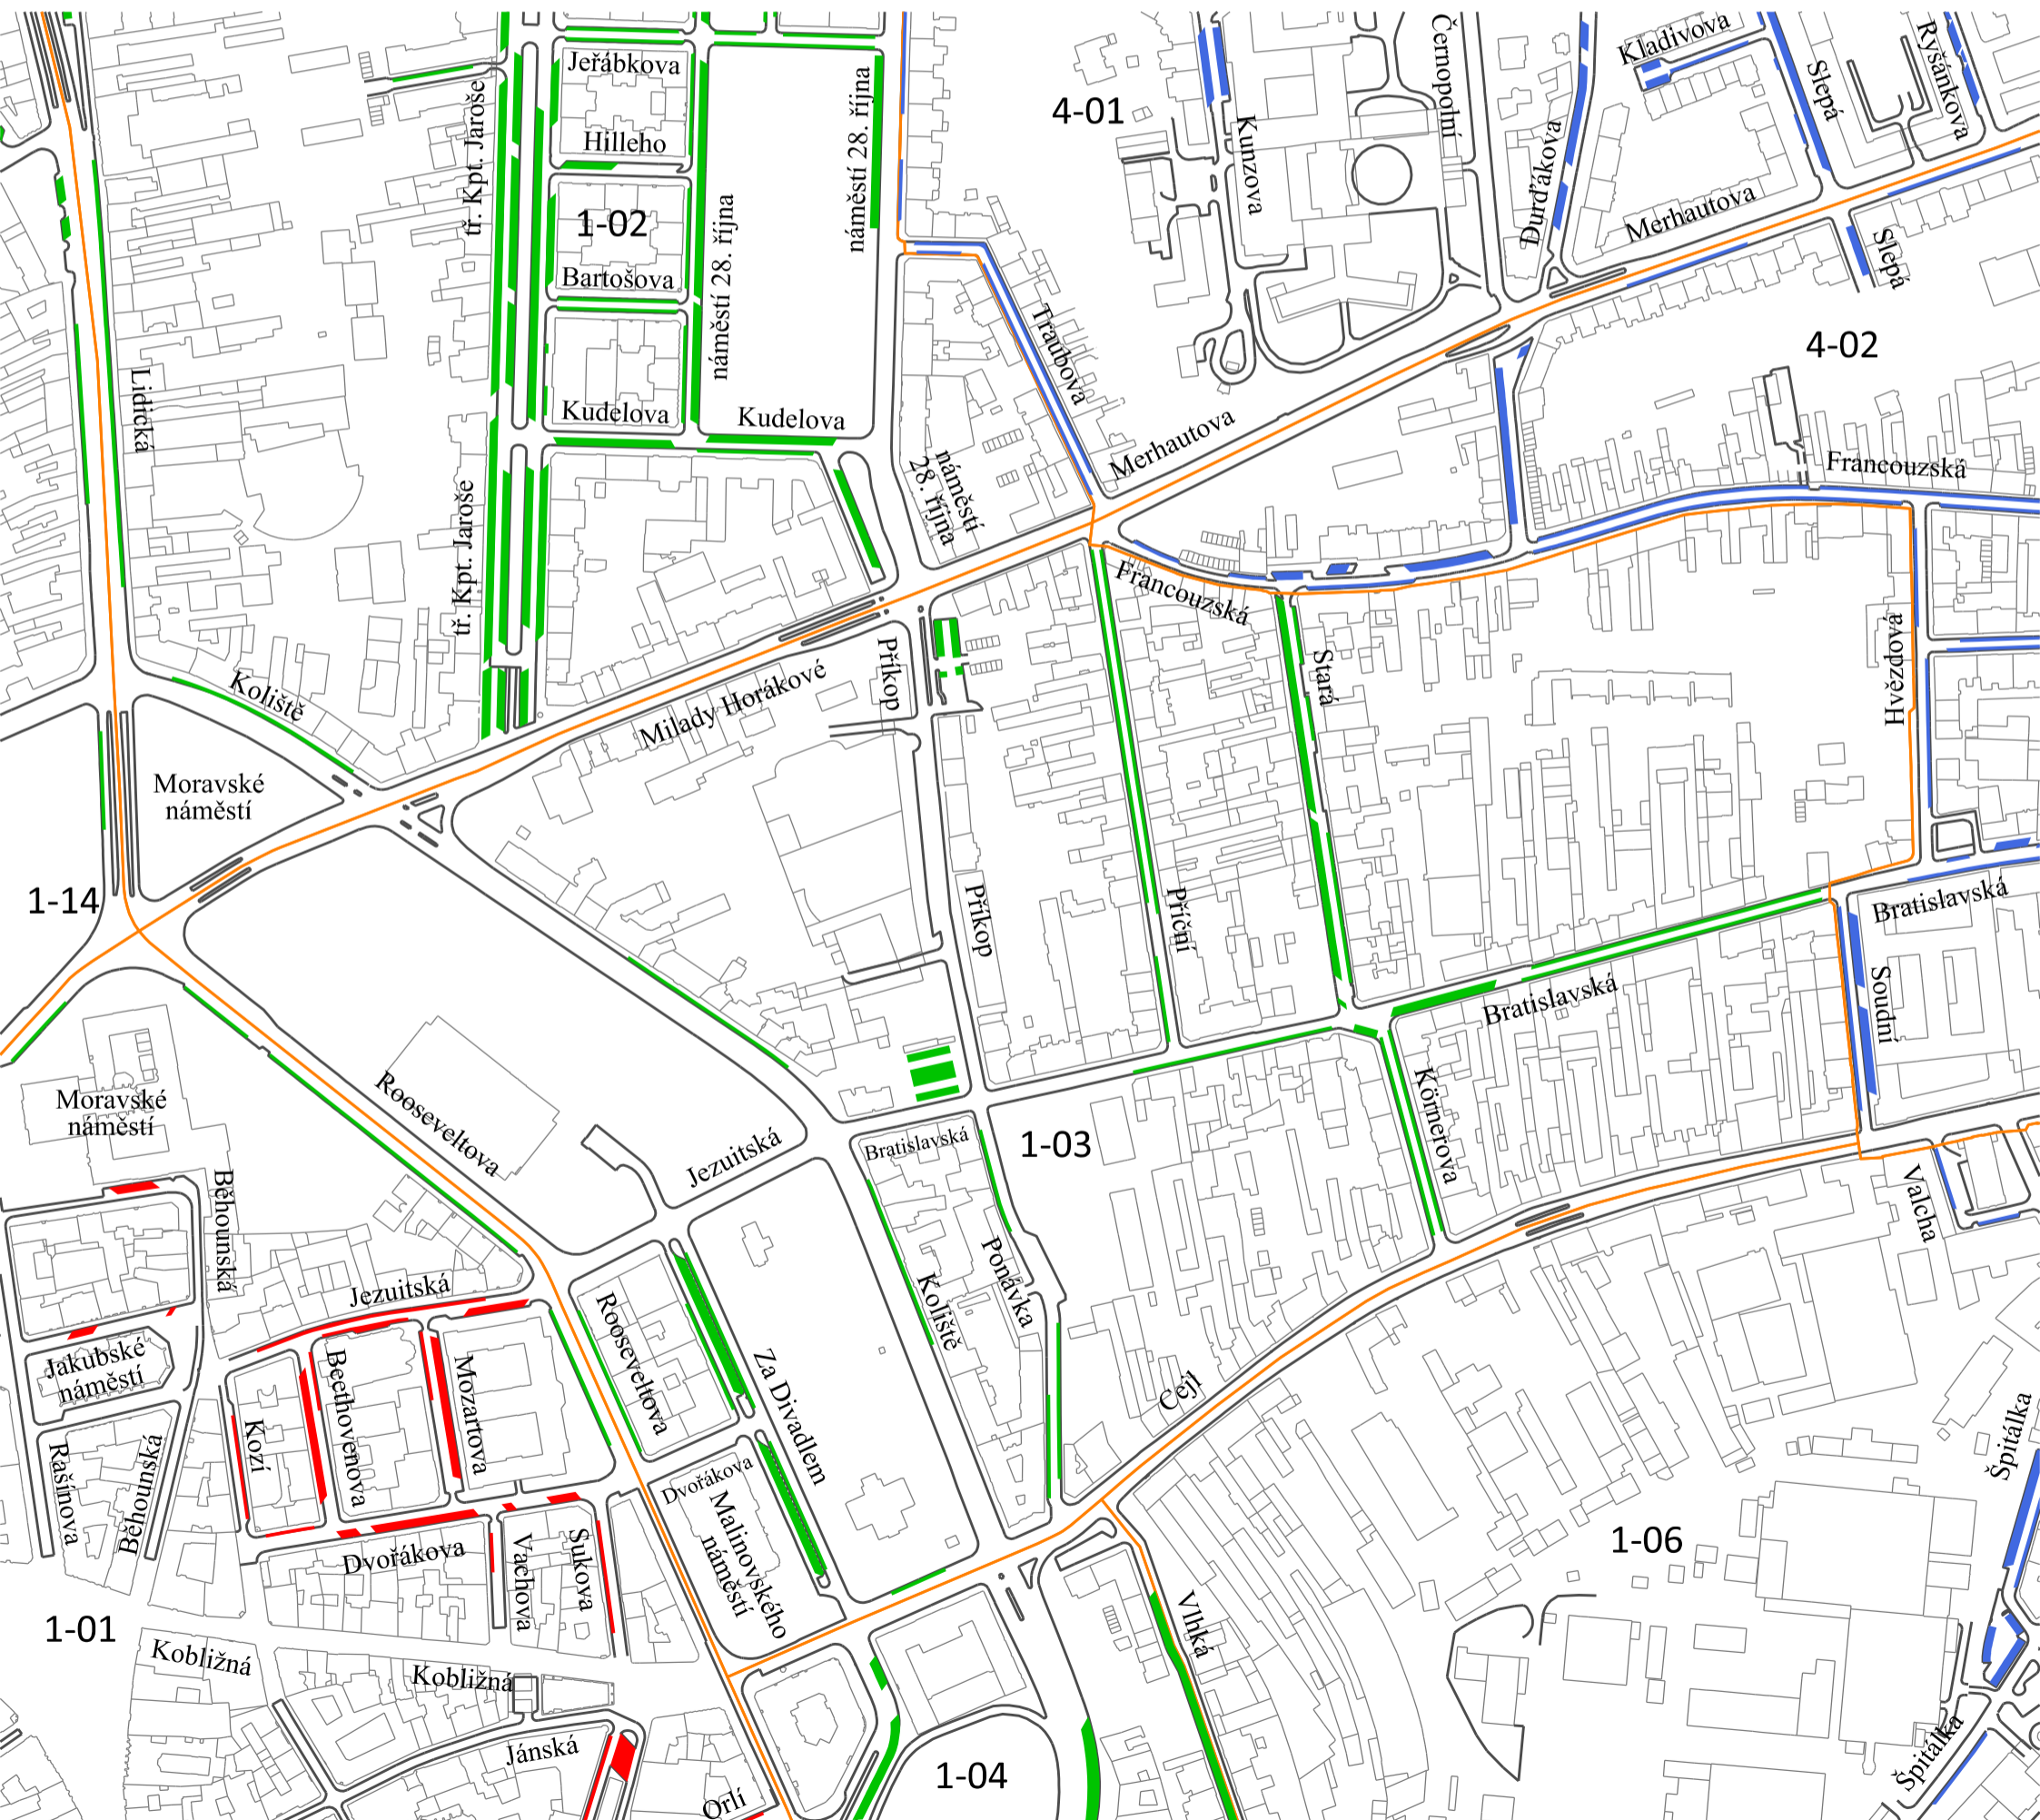 Jeřábkova
Hilleho
1-02
Bartošova
Kudelova
Kudelova
tř. Kpt. Jaroše
tř. Kpt. Jaroše
náměstí 28. října
náměstí 28. října
náměstí
28. října
4-01
Kunzova
Černopolní
Durďákova
Kladivova
Slepá
Ryšánkova
Merhautova
Slepá
4-02
Traubova
Merhautova
Francouzská
Francouzská
Lidická
Koliště
Milady Horákové
Příkop
Příkop
Příční
Stará
Hvězdová
Moravské
náměstí
1-14
Bratislavská
Bratislavská
Soudní
Moravské
náměstí
Rooseveltova
Jezuitská
Bratislavská
1-03
Körnerova
Valcha
Běhounská
Jezuitská
Jakubské
náměstí
Kozí
Beethovenova
Mozartova
Rooseveltova
Za Divadlem
Koliště
Ponávka
Cejl
Rašínova
Běhounská
Dvořákova
Vachova
Sukova
Dvořákova
Malinovského
náměstí
Vlhká
1-06
Špitálka
Špitálka
1-01
Kobližná
Kobližná
Jánská
Orlí
1-04